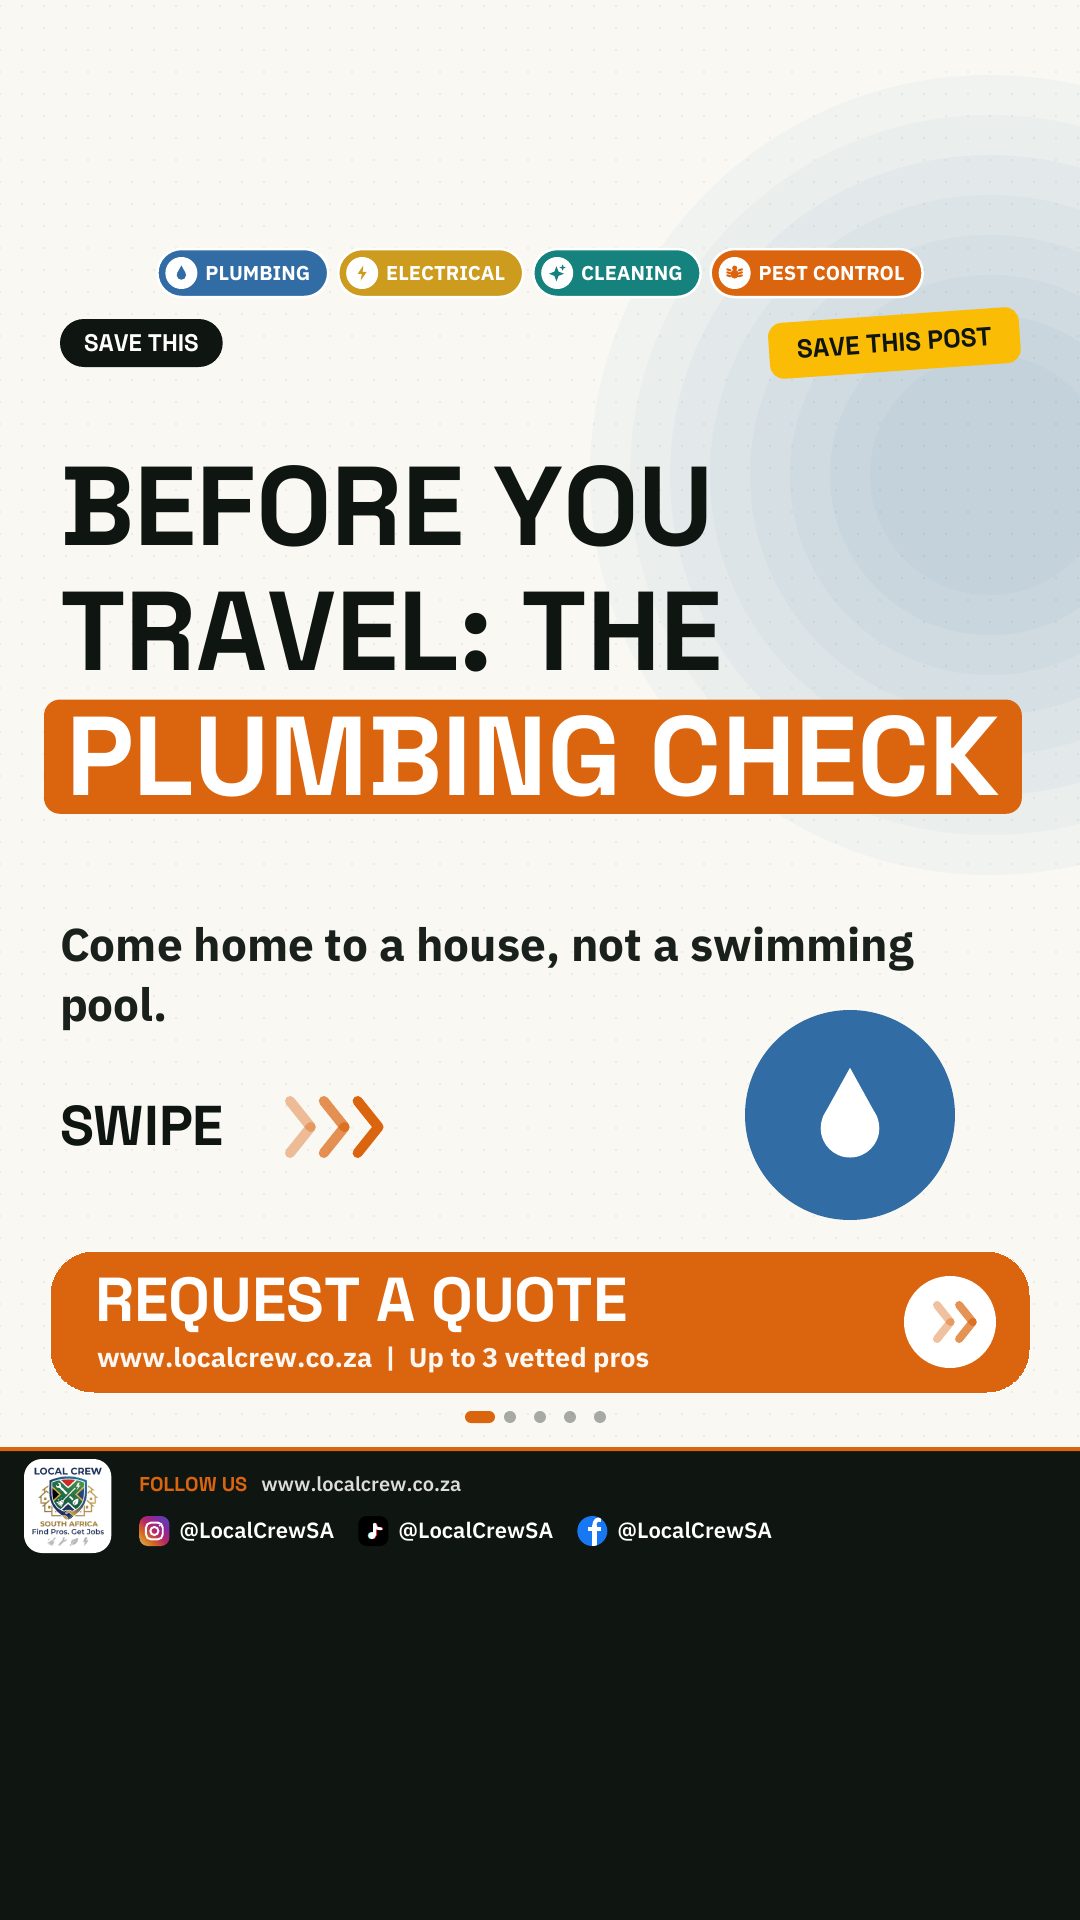 PLUMBING
ELECTRICAL
CLEANING
PEST CONTROL
SAVE THIS
SAVE THIS POST
BEFORE YOU
TRAVEL: THE
PLUMBING CHECK
Come home to a house, not a swimming
pool.
SWIPE
REQUEST A QUOTE
www.localcrew.co.za | Up to 3 vetted pros
LOCAL CREW
SOUTH AFRICA
Find Pros. Get Jobs
FOLLOW US www.localcrew.co.za
@LocalCrewSA @LocalCrewSA @LocalCrewSA